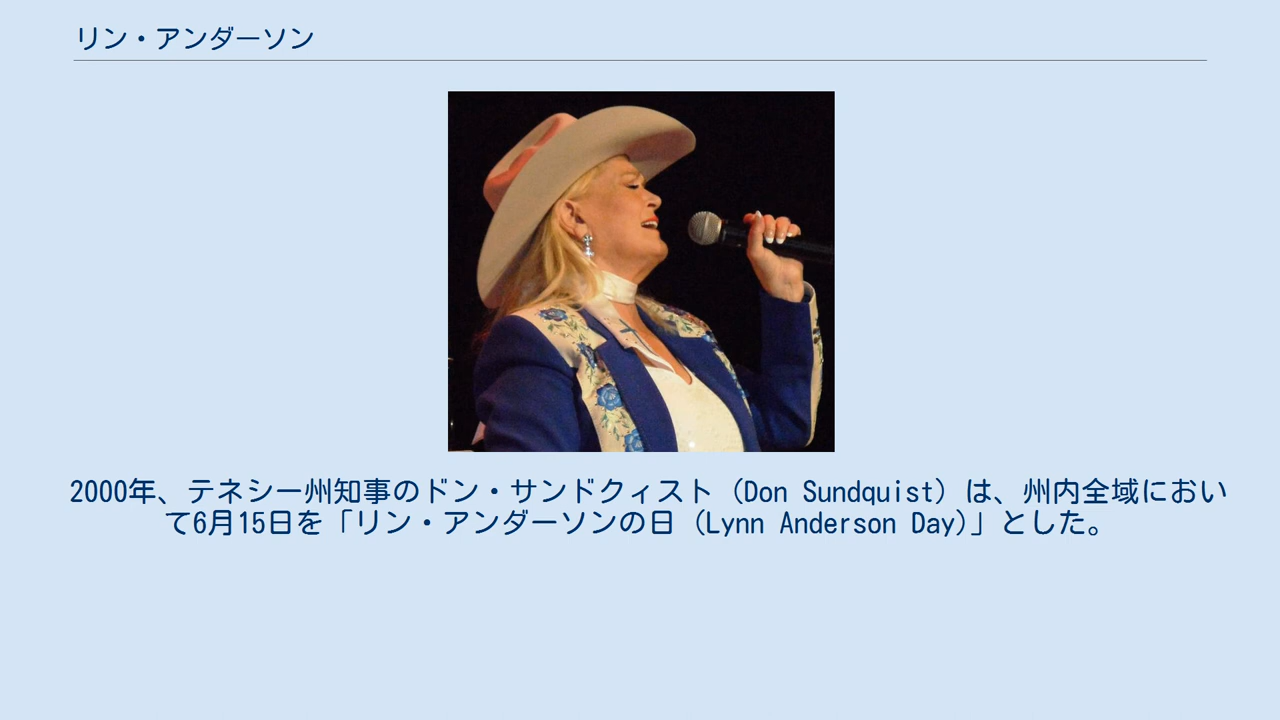 リン・アンダーソン
2000年、テネシー州知事のドン・サンドクィスト（Don Sundquist）は、州内全域におい
て6月15日を「リン・アンダーソンの日（Lynn Anderson Day)」とした。